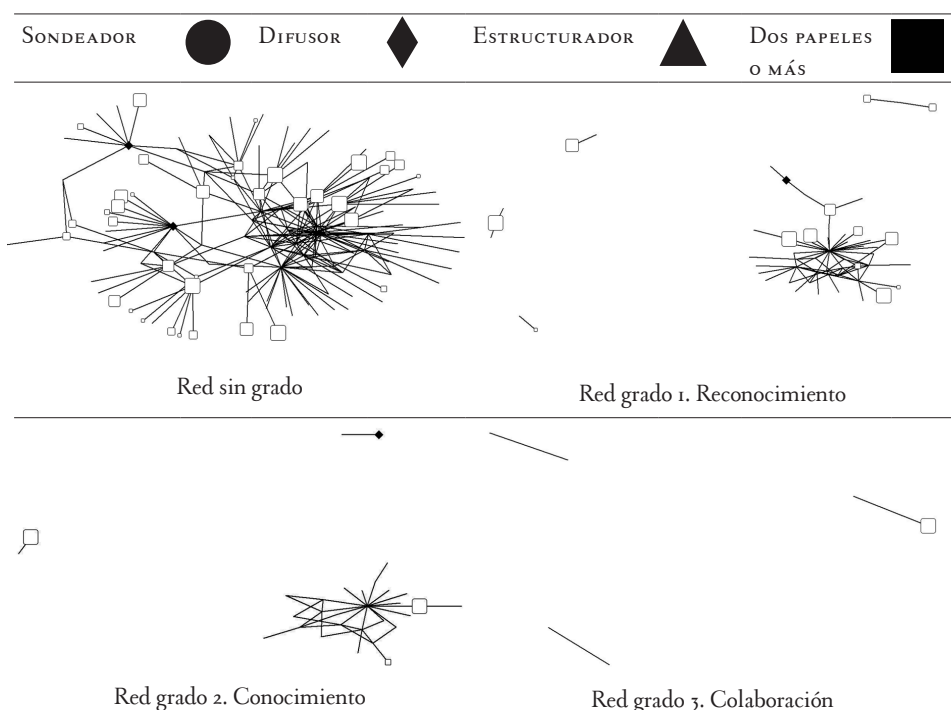 Sondeador Difusor Estructurador Dos papeles
o más
Red sin grado
Red grado 1. Reconocimiento
Red grado 2. Conocimiento
Red grado 3. Colaboración